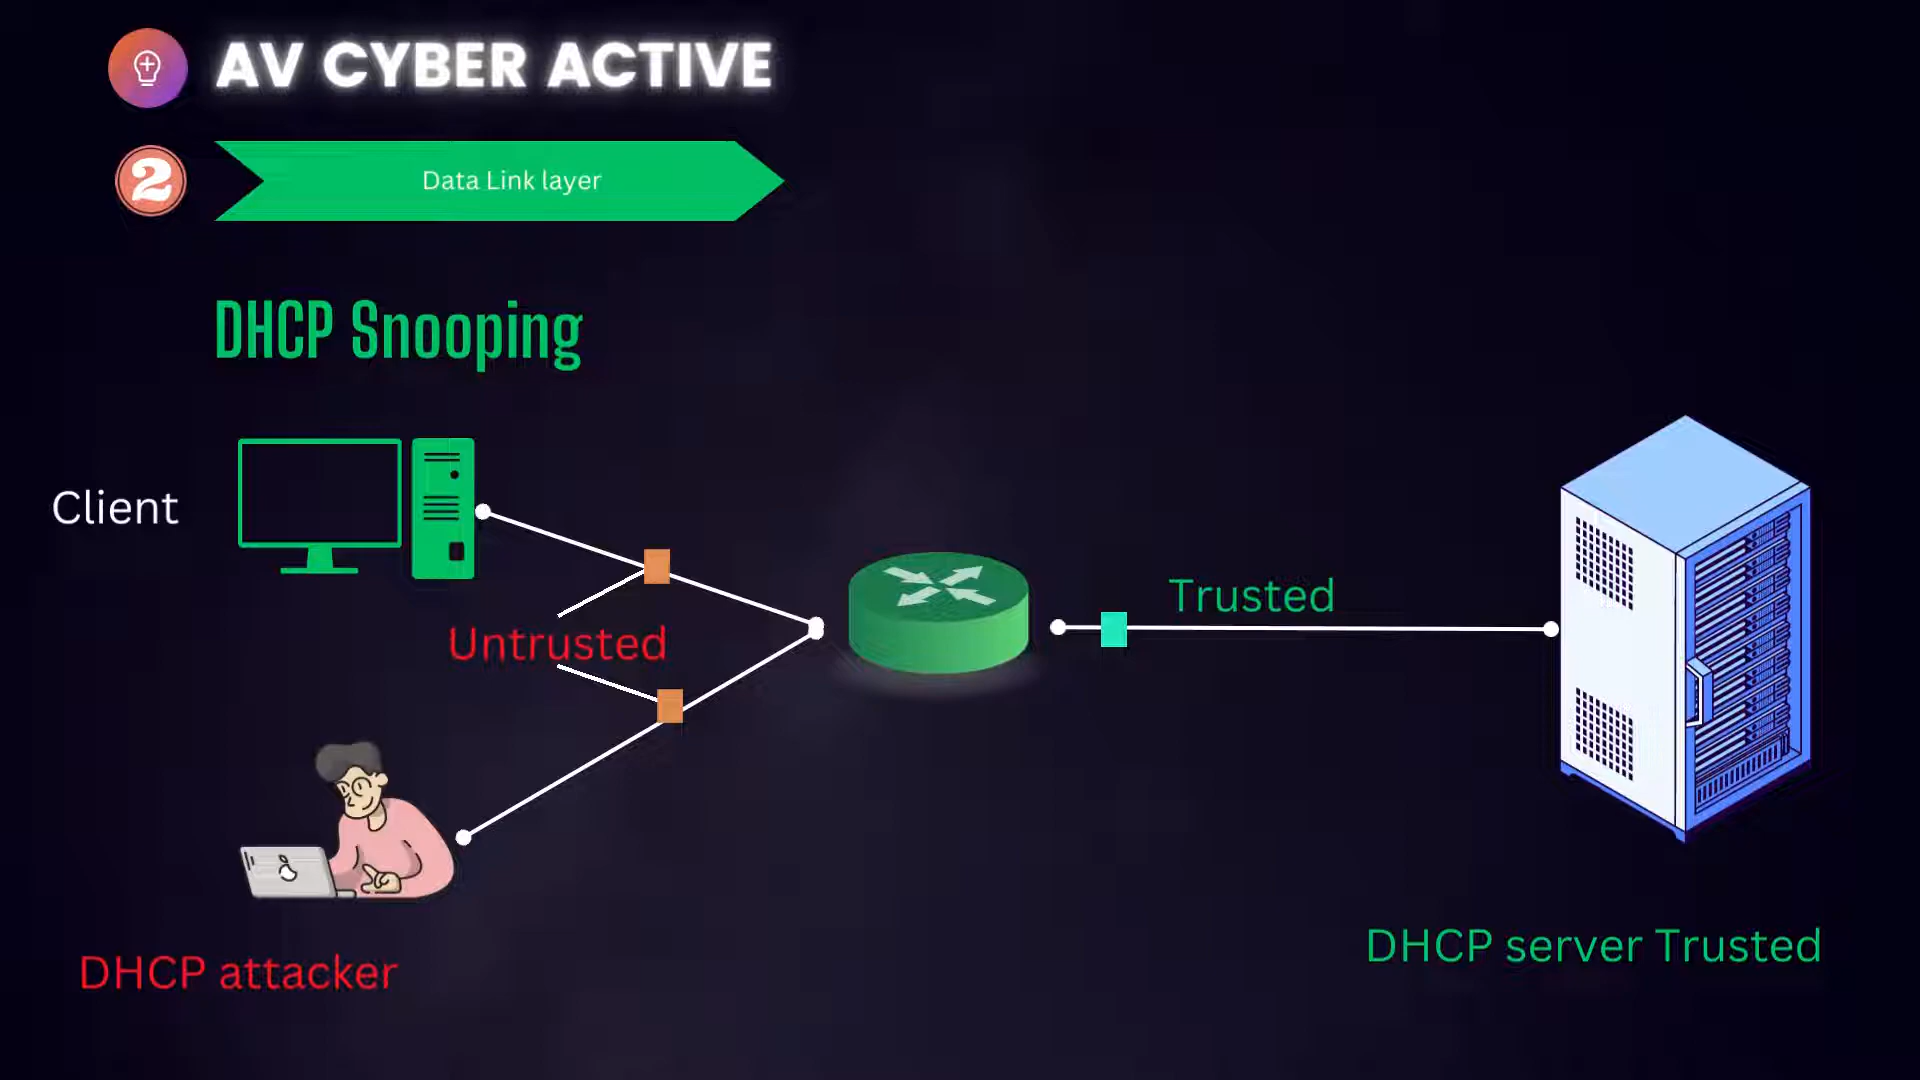 AV CYBER ACTIVE
2
Data Link layer
DHCP Snooping
Client
Untrusted
Trusted
DHCP attacker
DHCP server Trusted